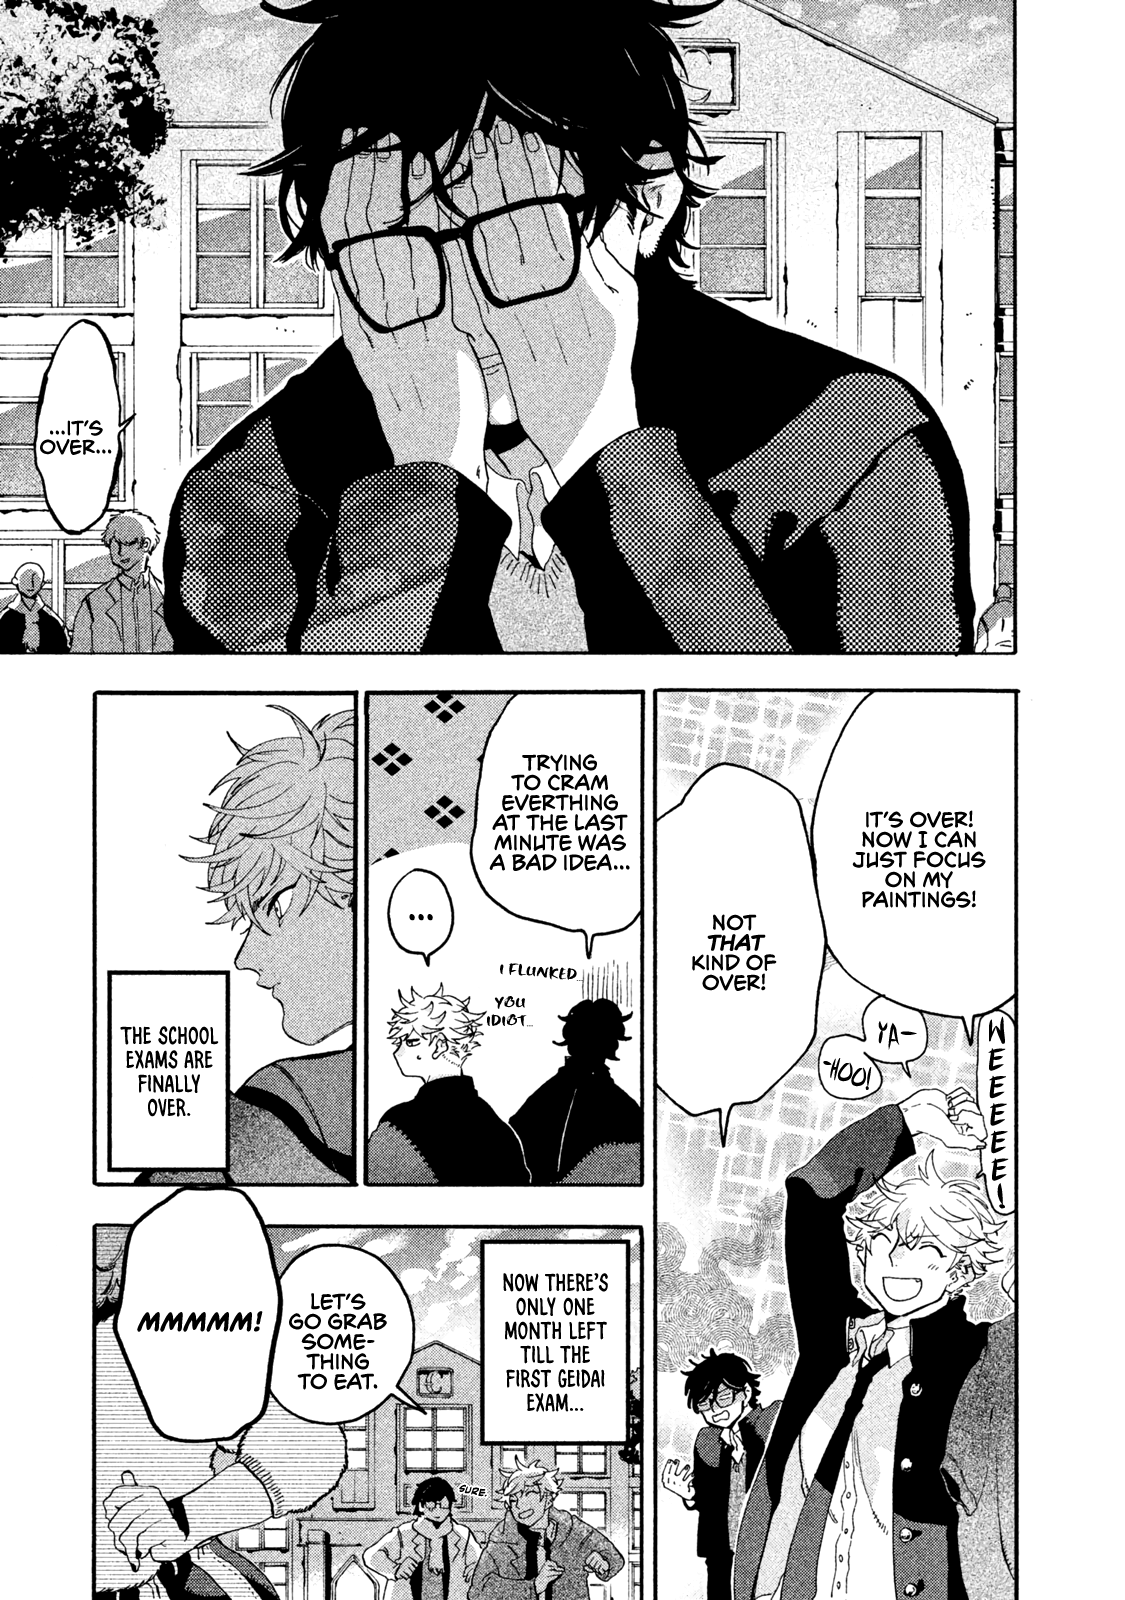 ...IT'S
OVER...
IT'S OVER!
NOW I CAN
JUST FOCUS
ON MY
PAINTINGS!
NOT
THAT
KIND OF
OVER!
YA-
-HOO!
WEEEEEE!
TRYING
TO CRAM
EVERTHING
AT THE LAST
MINUTE WAS
A BAD IDEA...
...
I FLUNKED...
YOU
IDIOT...
THE SCHOOL
EXAMS ARE
FINALLY
OVER.
NOW THERE'S
ONLY ONE
MONTH LEFT
TILL THE
FIRST GEIDAI
EXAM...
LET'S
GO GRAB
SOME-
THING
TO EAT.
SURE.
MMMMM!